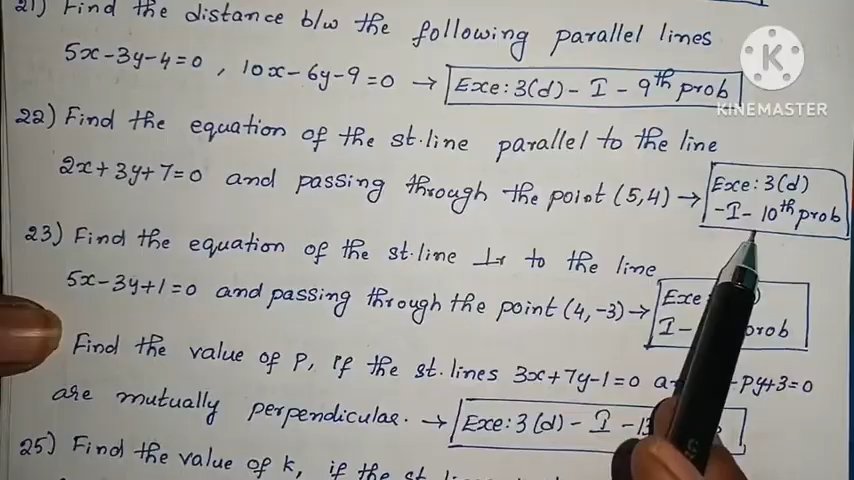 21) Find the distance b/w the following parallel lines
5x-3y-4=0 , 10x-6y-9=0 → Exe: 3(d) - I - 9th prob
K
KINEMASTER
22) Find the equation of the st.line parallel to the line
2x+3y+7=0 and passing through the point (5,4) → Exe: 3(d)
-I- 10th prob
23) Find the equation of the st.line ⊥r to the line
5x-3y+1=0 and passing through the point (4,-3) → Exe
I- prob
Find the value of P, if the st.lines 3x+7y-1=0 -py+3=0
are mutually perpendicular. → Exe: 3(d) - I -
25) Find the value of k, if the st